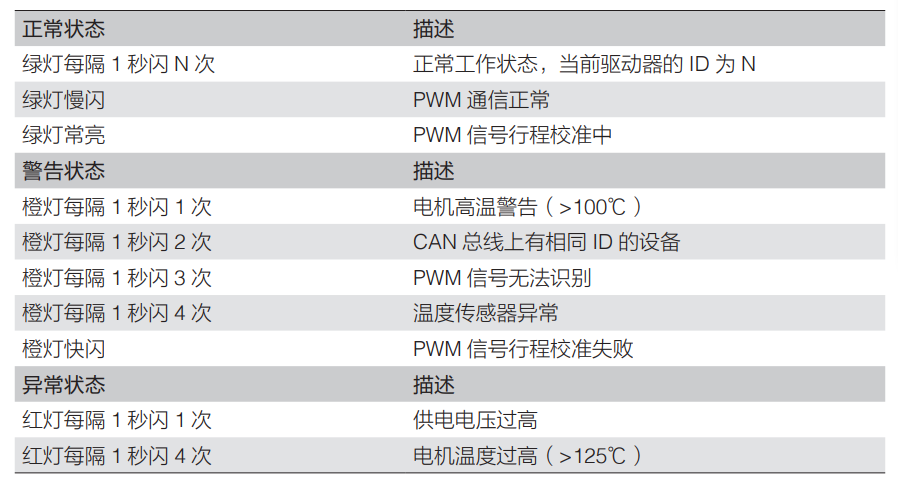 正常状态 描述
绿灯每隔 1 秒闪 N 次 正常工作状态，当前驱动器的 ID 为 N
绿灯慢闪 PWM 通信正常
绿灯常亮 PWM 信号行程校准中
警告状态 描述
橙灯每隔 1 秒闪 1 次 电机高温警告（>100℃）
橙灯每隔 1 秒闪 2 次 CAN 总线上有相同 ID 的设备
橙灯每隔 1 秒闪 3 次 PWM 信号无法识别
橙灯每隔 1 秒闪 4 次 温度传感器异常
橙灯快闪 PWM 信号行程校准失败
异常状态 描述
红灯每隔 1 秒闪 1 次 供电电压过高
红灯每隔 1 秒闪 4 次 电机温度过高（>125℃）